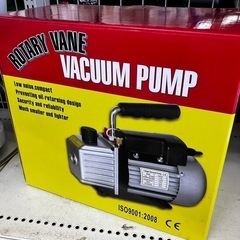 ROTARY VANE
VACUUM PUMP
Low noise,compact
Preventing oil-returning design
Security and reliability
Much smaller and lighter
ISO9001:2008 CE